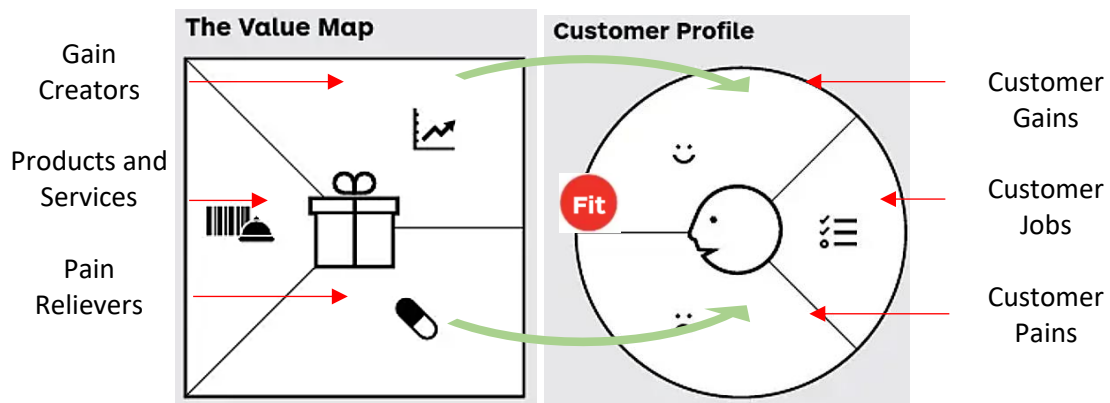 The Value Map
Customer Profile
Gain
Creators
Products and
Services
Pain
Relievers
Fit
Customer
Gains
Customer
Jobs
Customer
Pains